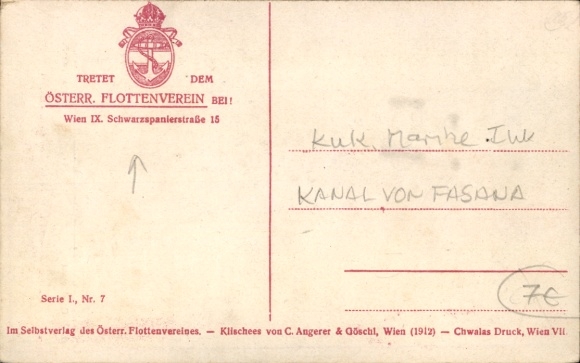 TRETET DEM
ÖSTERR. FLOTTENVEREIN BEI!
Wien IX. Schwarzspanierstraße 15
KuK. Marine
KANAL VON FASANA
7€
Serie I., Nr. 7
Im Selbstverlag des Österr. Flottenvereines. — Klischees von C. Angerer & Göschl, Wien (1912) — Chwalas Druck, Wien VII.